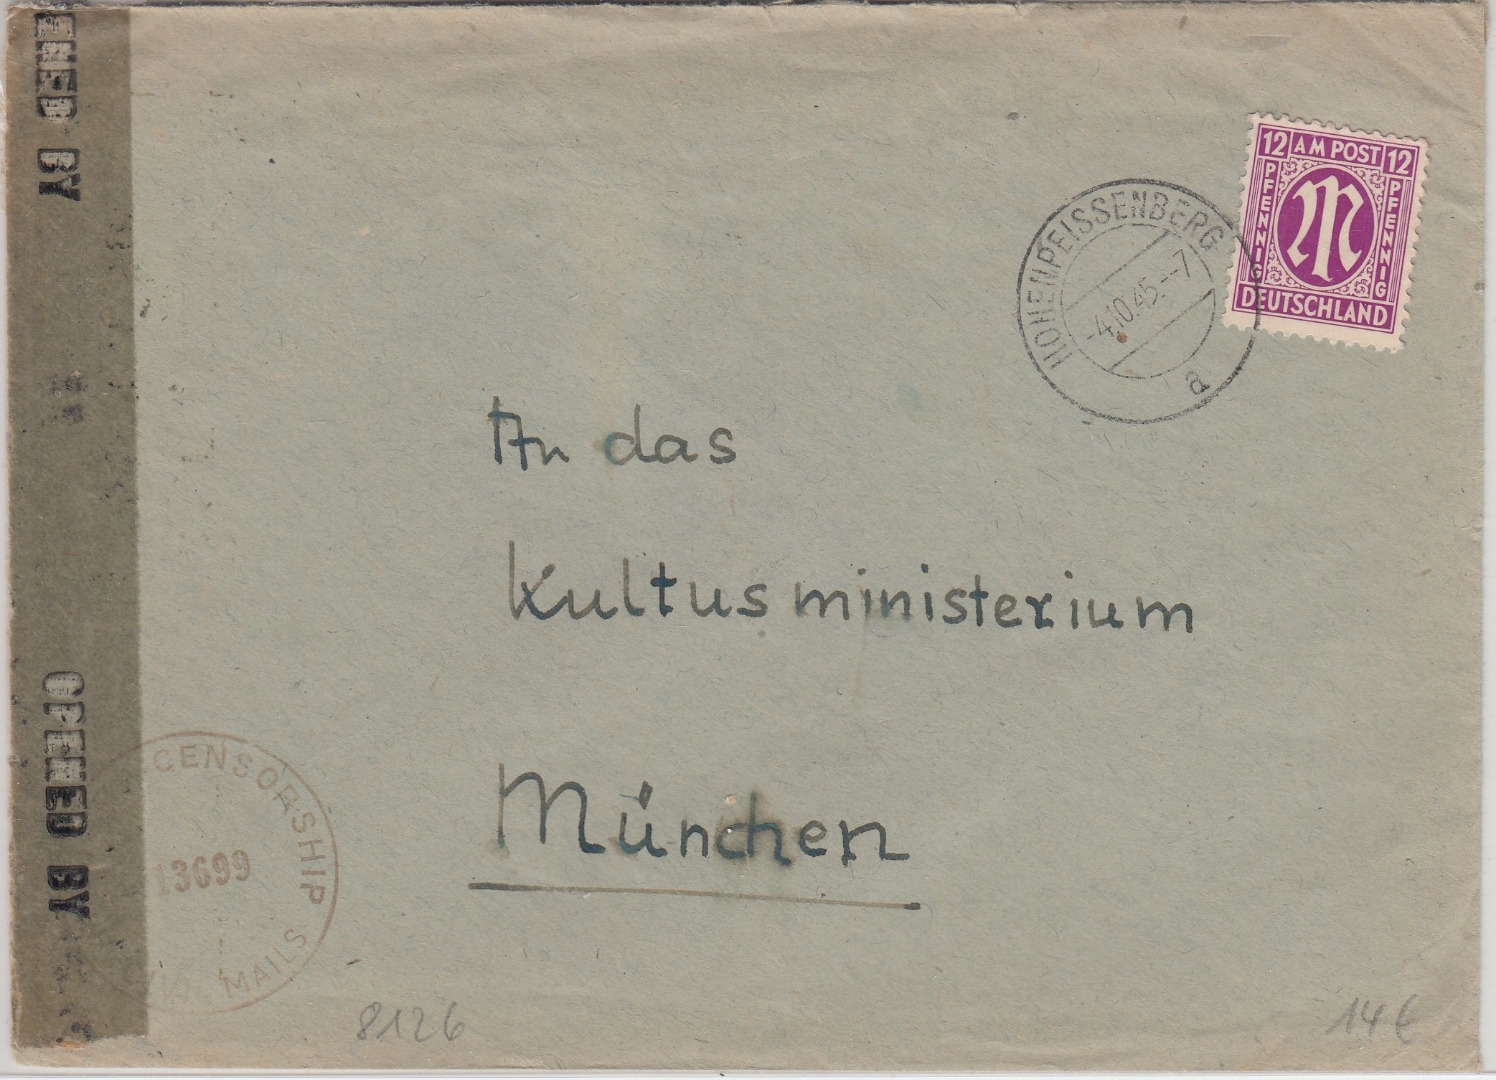 ENED BY
OPENED BY
12 AM POST 12
PFENNIG
PFENNIG
DEUTSCHLAND
HOHENPEISSENBERG
-4.10.45.--7
a
An das
Kultusministerium
München
CENSORSHIP
13699
MAILS
8126
14 €